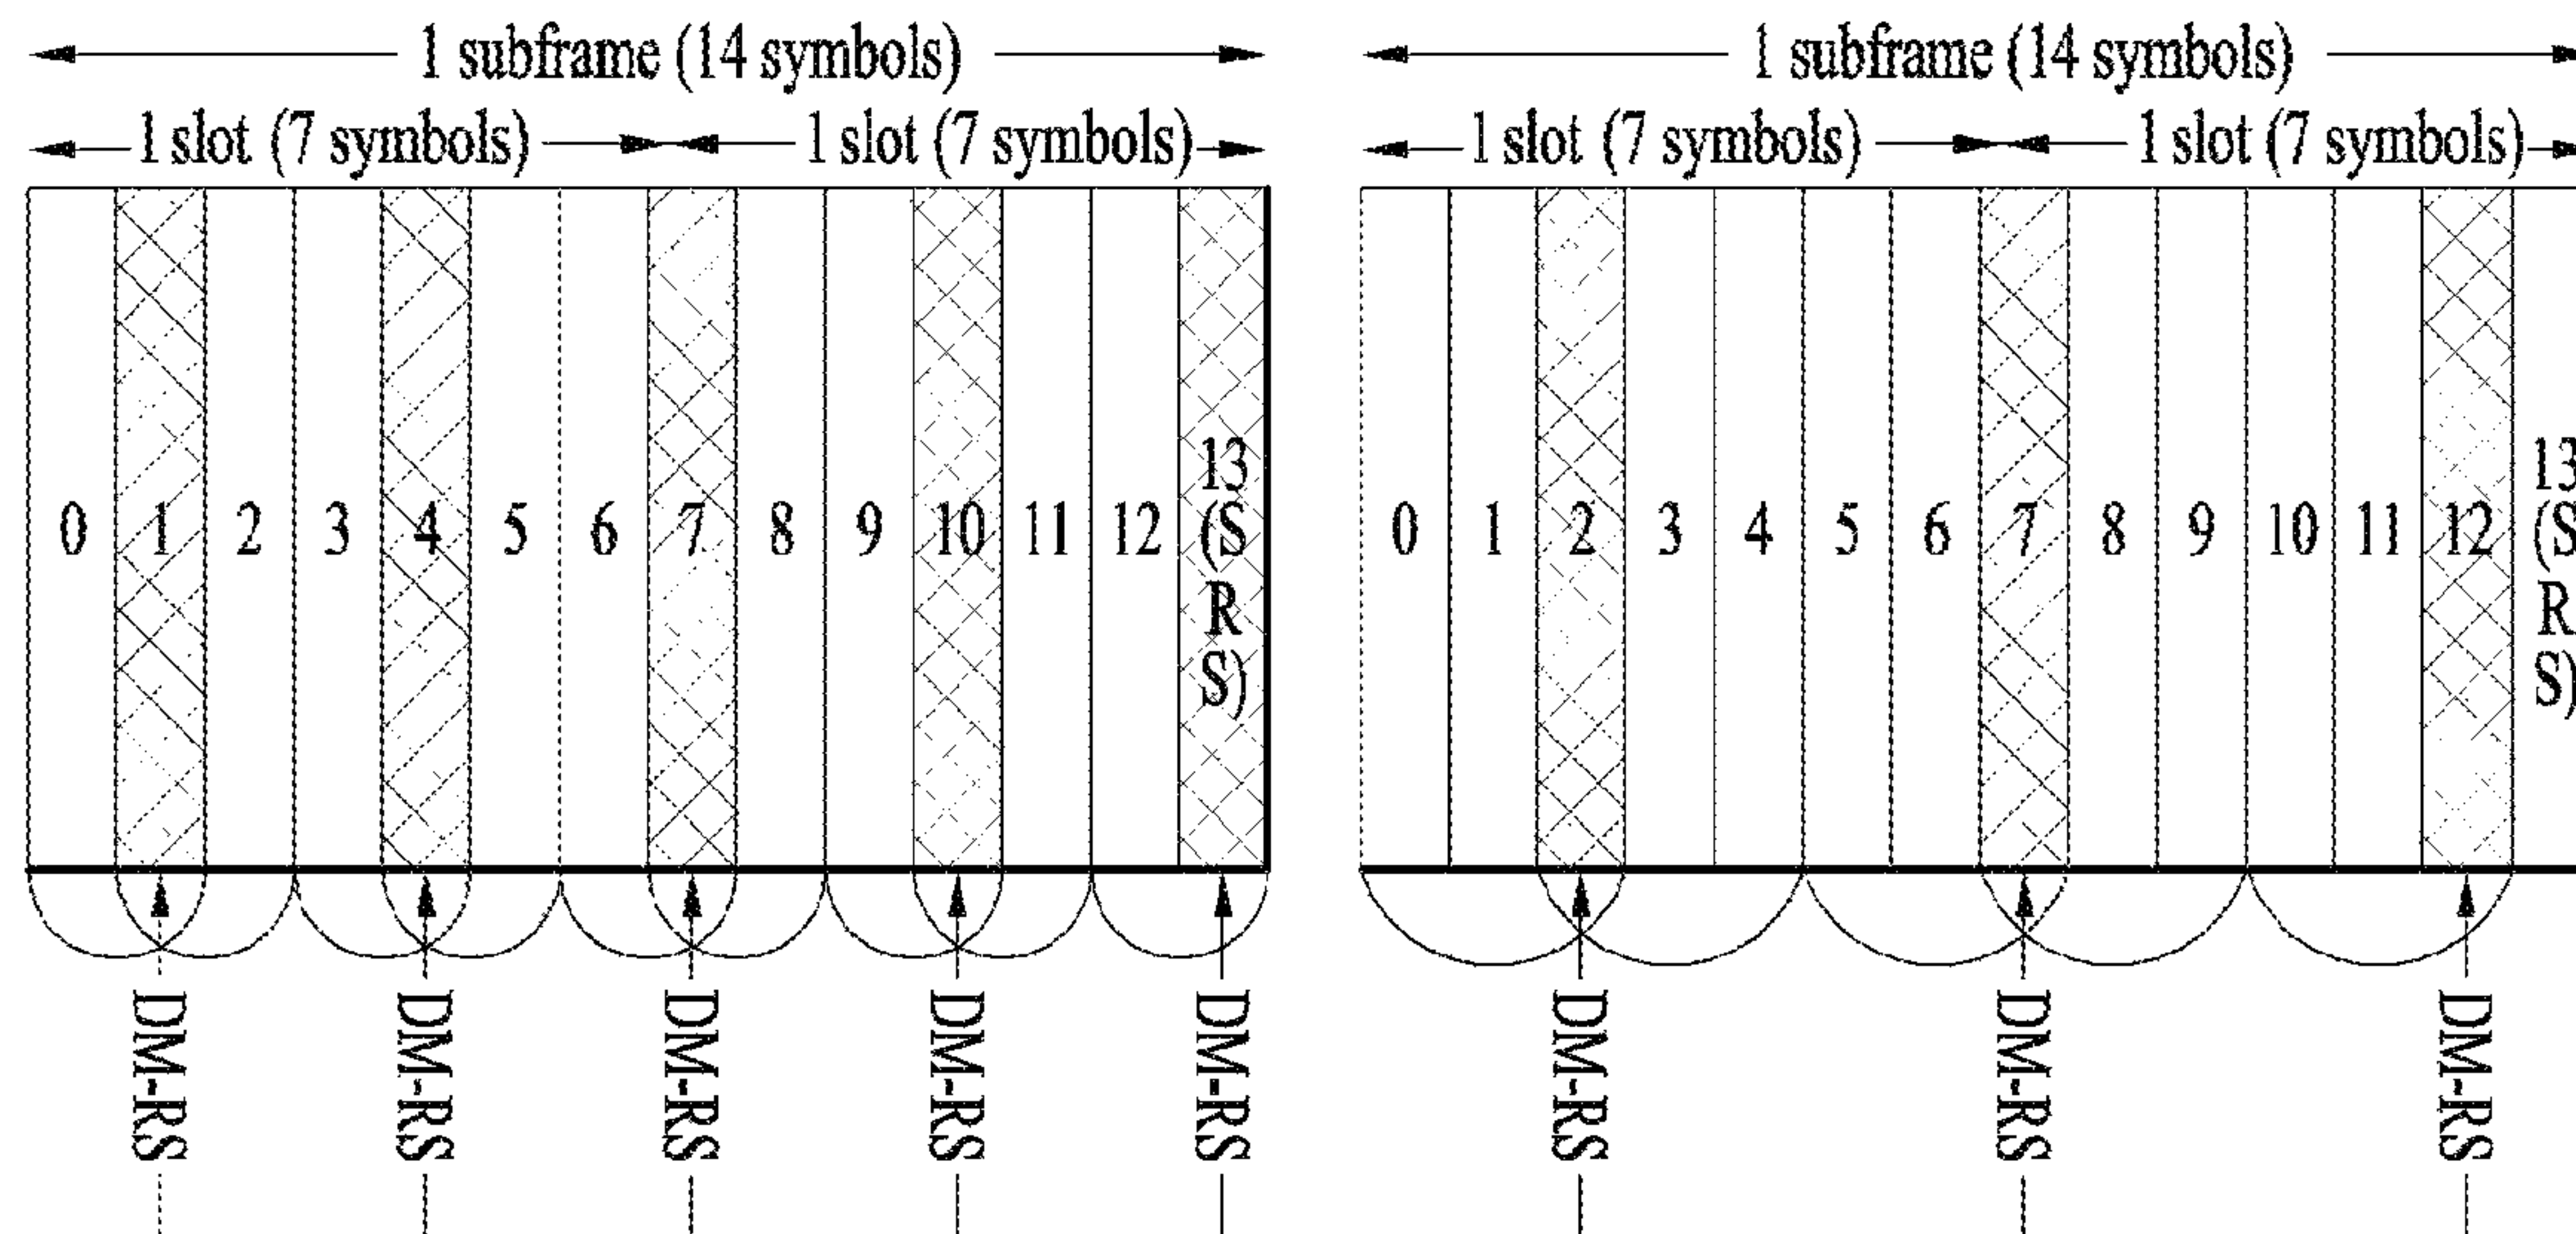 1 subframe (14 symbols)
1 subframe (14 symbols)
1 slot (7 symbols)
1 slot (7 symbols)
1 slot (7 symbols)
1 slot (7 symbols)
0 1 2 3 4 5 6 7 8 9 10 11 12 13 (S R S)
0 1 2 3 4 5 6 7 8 9 10 11 12 13 (S R S)
DM-RS
DM-RS
DM-RS
DM-RS
DM-RS
DM-RS
DM-RS
DM-RS